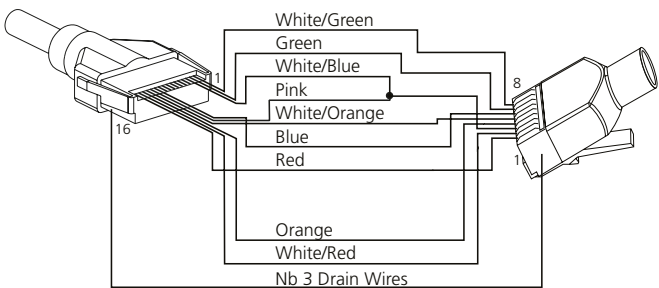 White/Green
Green
White/Blue
1
Pink
8
White/Orange
16
Blue
Red
1
Orange
White/Red
Nb 3 Drain Wires